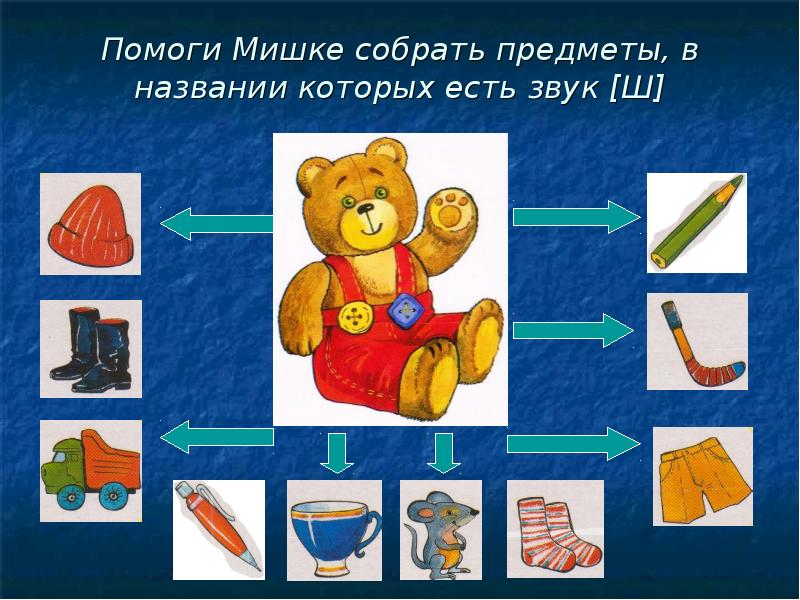 Помоги Мишке собрать предметы, в
названии которых есть звук [Ш]